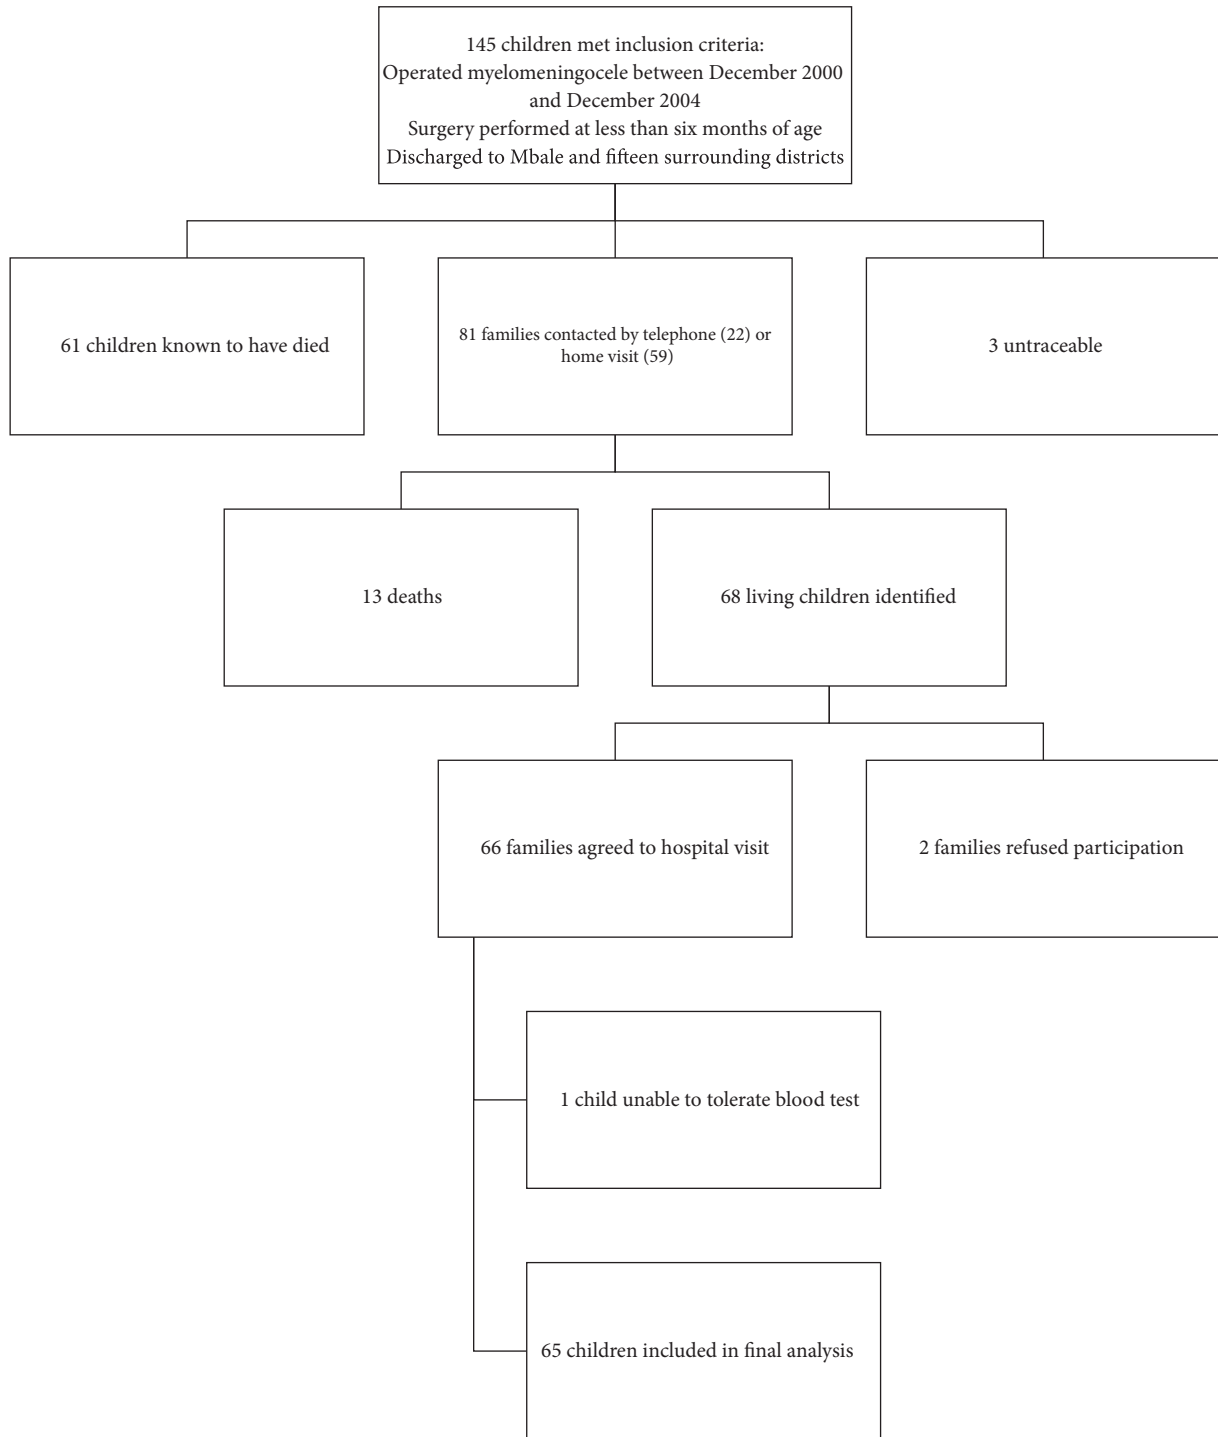 145 children met inclusion criteria:
Operated myelomeningocele between December 2000
and December 2004
Surgery performed at less than six months of age
Discharged to Mbale and fifteen surrounding districts
61 children known to have died
81 families contacted by telephone (22) or
home visit (59)
3 untraceable
13 deaths
68 living children identified
66 families agreed to hospital visit
2 families refused participation
1 child unable to tolerate blood test
65 children included in final analysis